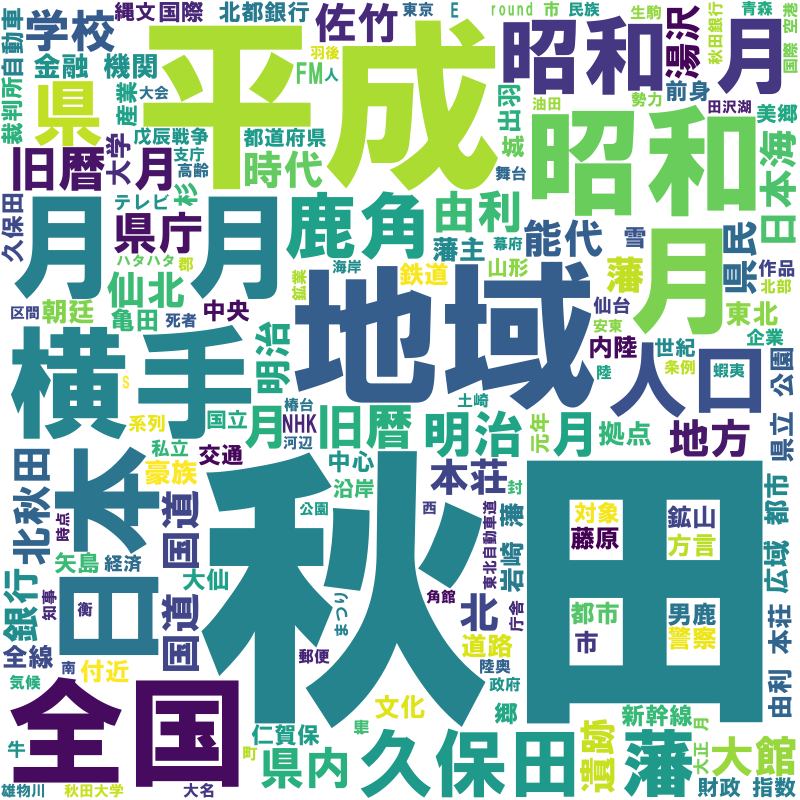 学校
縄文
国際
北都銀行
佐竹
東京
E
round
市
民族
生駒
湯沢
秋田銀行
青森
国際
空港
自動車
金融
機関
平成
羽後
FM
人
昭和
月
油田
前身
勢力
田沢湖
美郷
裁判所
県
産業
大会
戊辰戦争
都道府県
出羽
城
昭和
日本海
旧暦
月
大学
支庁
高齢
時代
舞台
久保田
月
月
杉
テレビ
県庁
鹿角
由利
能代
雪
県民
作品
北部
ハタハタ
郡
藩主
幕府
月
藩
区間
朝廷
仙北
亀田
死者
中央
鉱業
海岸
鉄道
山形
仙台
安東
東北
企業
横手
明治
地域
内陸
世紀
陸
条例
蝦夷
公園
人口
S
系列
国立
椿台
NHK
河辺
土崎
月
旧暦
明治
元年
月
拠点
地方
県立
北秋田
日本
私立
豪族
交通
中心
沿岸
本荘
封
都市
時点
国道
公園
西
東北自動車道
藩
対象
鉱山
藤原
方言
広域
銀行
矢島
経済
大仙
秋田
岩崎
知事
衛
国道
まつり
角館
北
庁舎
都市
男鹿
市
警察
本荘
全線
付近
南
郵便
道路
陸奥
政府
由利
気候
全国
文化
郷
新幹線
仁賀保
隼
久保田
遺跡
藩
大正
月
大館
牛
町
県内
雄物川
秋田大学
大名
財政
指数